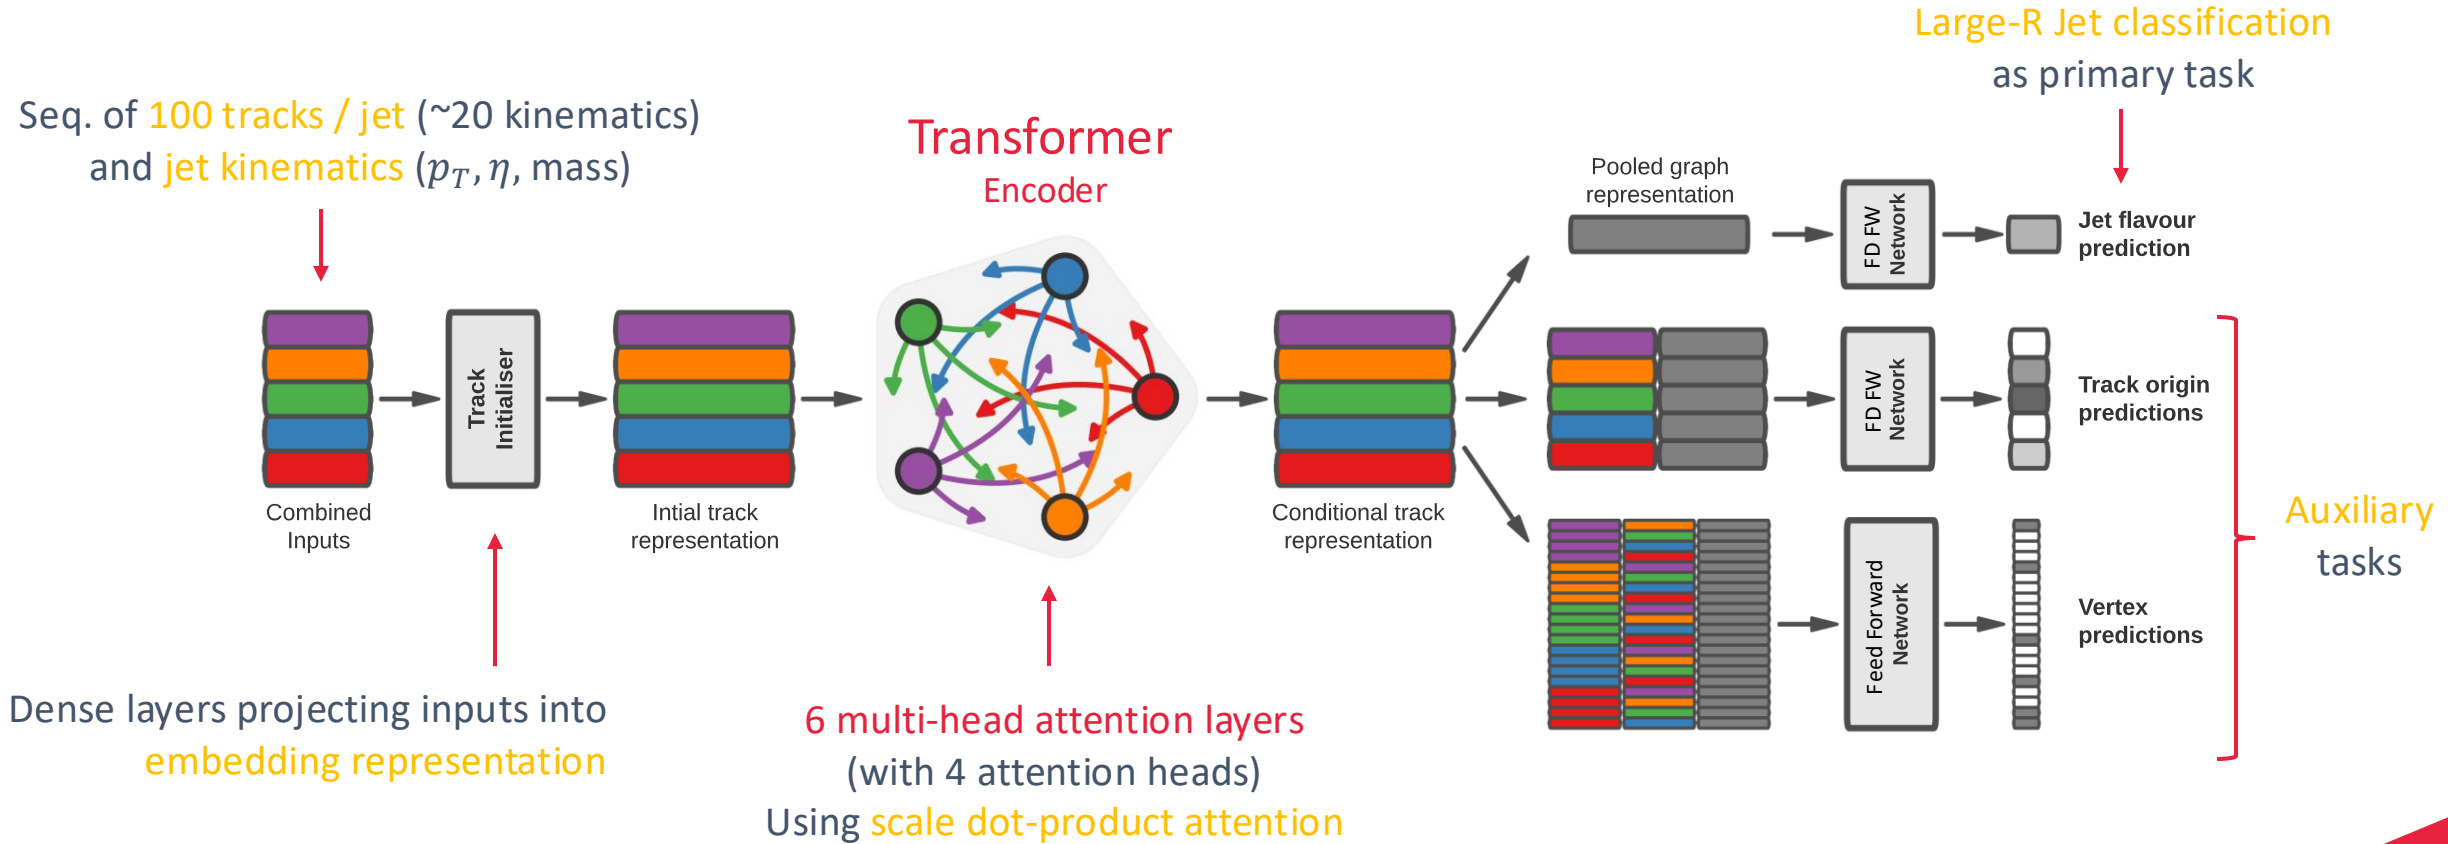 Large-R Jet classification
as primary task
Seq. of 100 tracks / jet (~20 kinematics)
and jet kinematics (p_T, η, mass)
Transformer
Encoder
Pooled graph
representation
FD FW
Network
Jet flavour
prediction
Track
Initialiser
Combined
Inputs
Intial track
representation
Conditional track
representation
FD FW
Network
Track origin
predictions
Auxiliary
tasks
Feed Forward
Network
Vertex
predictions
Dense layers projecting inputs into
embedding representation
6 multi-head attention layers
(with 4 attention heads)
Using scale dot-product attention